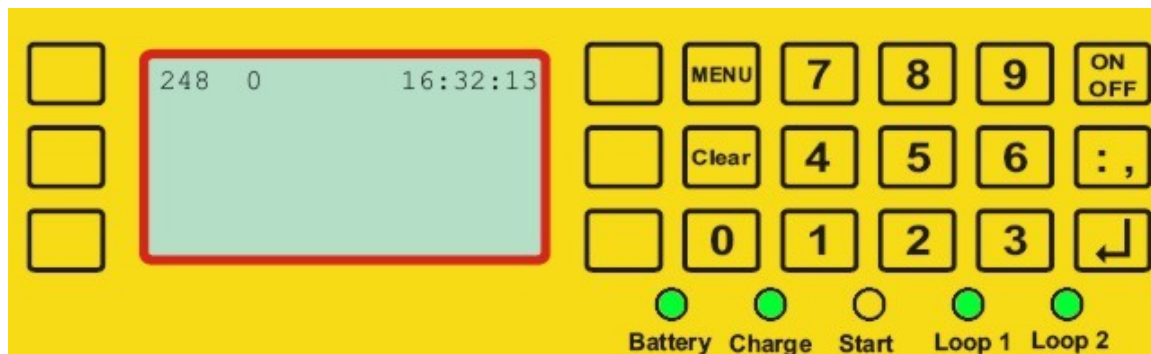 248 0 16:32:13
MENU 7 8 9 ON OFF
Clear 4 5 6 : ,
0 1 2 3 ↵
Battery Charge Start Loop 1 Loop 2